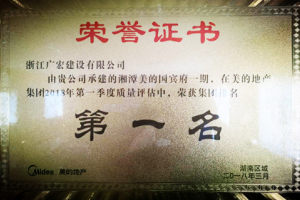 荣誉证书
浙江广宏建设有限公司
由贵公司承建的湘潭美的国宾府一期，在美的地产
集团2018年第一季度质量评估中，荣获集团排名
第一名
Midea 美的地产
湖南区域
二〇一八年三月